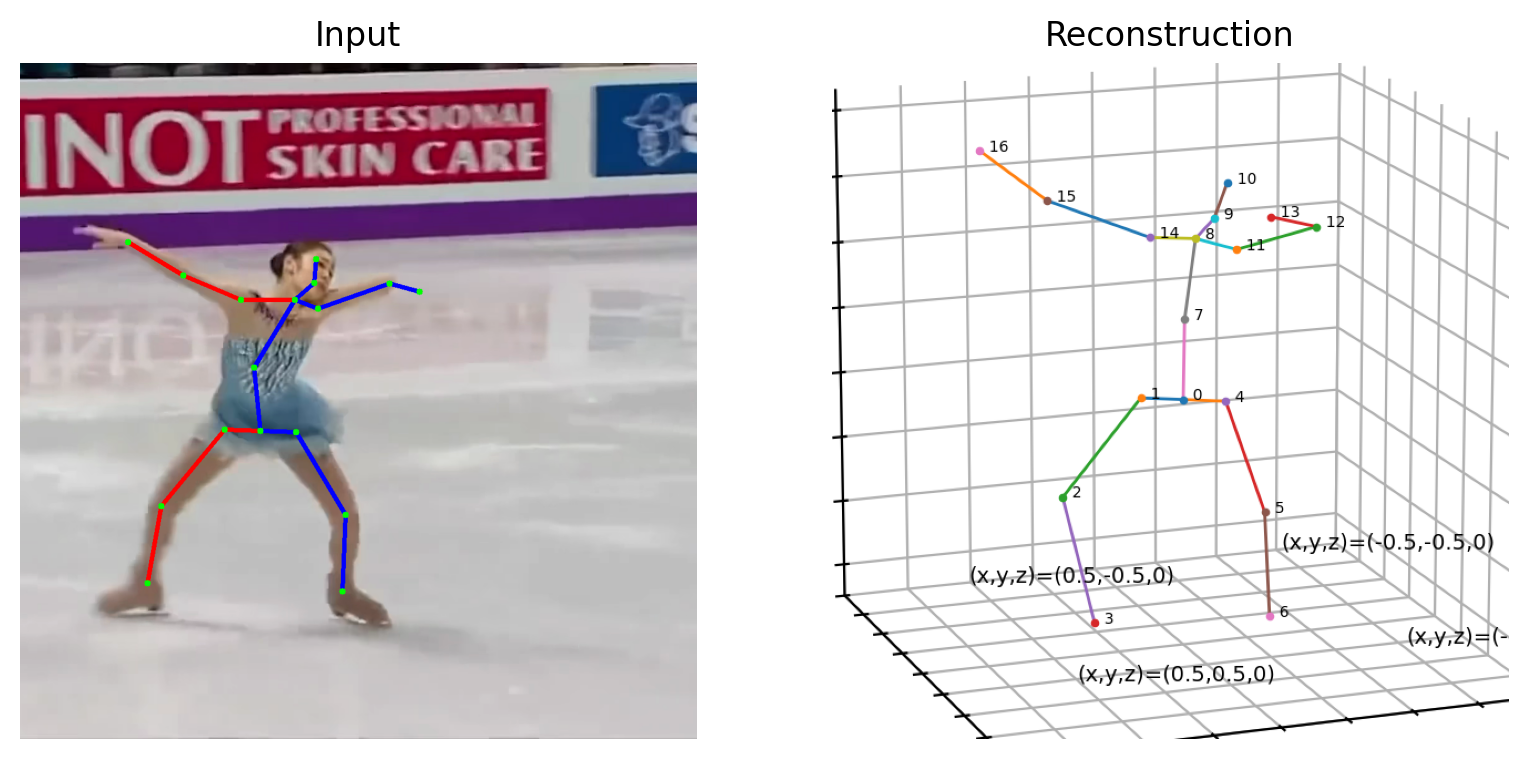 Input
INOT PROFESSIONAL
SKIN CARE
S
Reconstruction
16
10
15
9
13
12
14
8
11
7
1
0
4
2
5
(x,y,z)=(-0.5,-0.5,0)
(x,y,z)=(0.5,-0.5,0)
6
3
(x,y,z)=(-
(x,y,z)=(0.5,0.5,0)